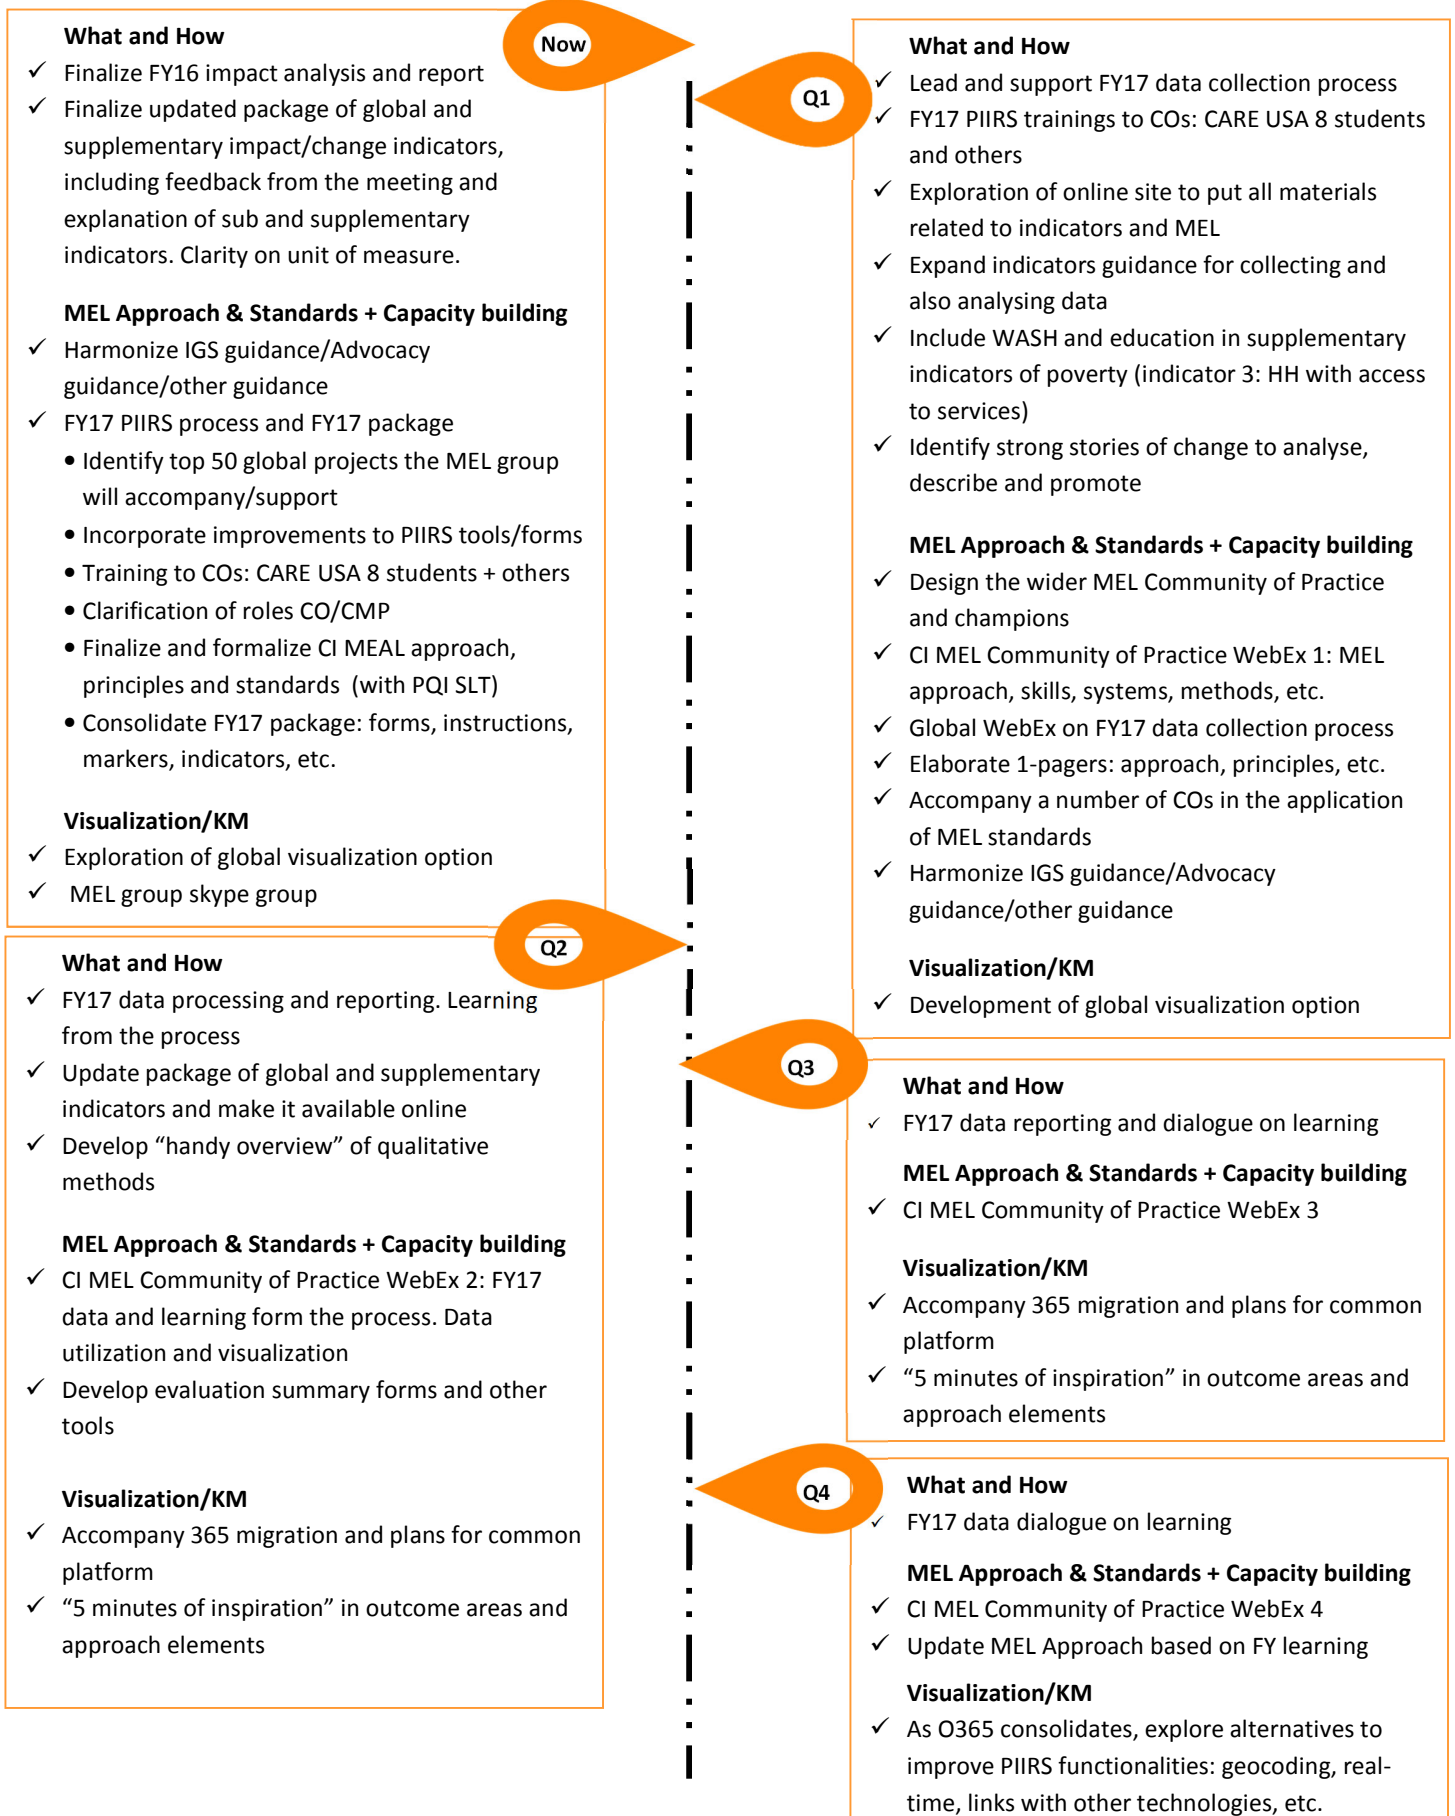 Now
What and How
✓ Finalize FY16 impact analysis and report
✓ Finalize updated package of global and
supplementary impact/change indicators,
including feedback from the meeting and
explanation of sub and supplementary
indicators. Clarity on unit of measure.
MEL Approach & Standards + Capacity building
✓ Harmonize IGS guidance/Advocacy
guidance/other guidance
✓ FY17 PIIRS process and FY17 package
• Identify top 50 global projects the MEL group
will accompany/support
• Incorporate improvements to PIIRS tools/forms
• Training to COs: CARE USA 8 students + others
• Clarification of roles CO/CMP
• Finalize and formalize CI MEAL approach,
principles and standards (with PQI SLT)
• Consolidate FY17 package: forms, instructions,
markers, indicators, etc.
Visualization/KM
✓ Exploration of global visualization option
✓ MEL group skype group
Q1
What and How
✓ Lead and support FY17 data collection process
✓ FY17 PIIRS trainings to COs: CARE USA 8 students
and others
✓ Exploration of online site to put all materials
related to indicators and MEL
✓ Expand indicators guidance for collecting and
also analysing data
✓ Include WASH and education in supplementary
indicators of poverty (indicator 3: HH with access
to services)
✓ Identify strong stories of change to analyse,
describe and promote
MEL Approach & Standards + Capacity building
✓ Design the wider MEL Community of Practice
and champions
✓ CI MEL Community of Practice WebEx 1: MEL
approach, skills, systems, methods, etc.
✓ Global WebEx on FY17 data collection process
✓ Elaborate 1-pagers: approach, principles, etc.
✓ Accompany a number of COs in the application
of MEL standards
✓ Harmonize IGS guidance/Advocacy
guidance/other guidance
Visualization/KM
✓ Development of global visualization option
Q2
What and How
✓ FY17 data processing and reporting. Learning
from the process
✓ Update package of global and supplementary
indicators and make it available online
✓ Develop “handy overview” of qualitative
methods
MEL Approach & Standards + Capacity building
✓ CI MEL Community of Practice WebEx 2: FY17
data and learning form the process. Data
utilization and visualization
✓ Develop evaluation summary forms and other
tools
Visualization/KM
✓ Accompany 365 migration and plans for common
platform
✓ “5 minutes of inspiration” in outcome areas and
approach elements
Q3
What and How
✓ FY17 data reporting and dialogue on learning
MEL Approach & Standards + Capacity building
✓ CI MEL Community of Practice WebEx 3
Visualization/KM
✓ Accompany 365 migration and plans for common
platform
✓ “5 minutes of inspiration” in outcome areas and
approach elements
Q4
What and How
✓ FY17 data dialogue on learning
MEL Approach & Standards + Capacity building
✓ CI MEL Community of Practice WebEx 4
✓ Update MEL Approach based on FY learning
Visualization/KM
✓ As O365 consolidates, explore alternatives to
improve PIIRS functionalities: geocoding, real-
time, links with other technologies, etc.